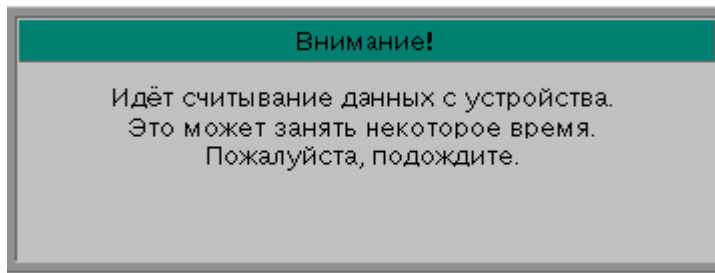 Внимание!
Идёт считывание данных с устройства.
Это может занять некоторое время.
Пожалуйста, подождите.